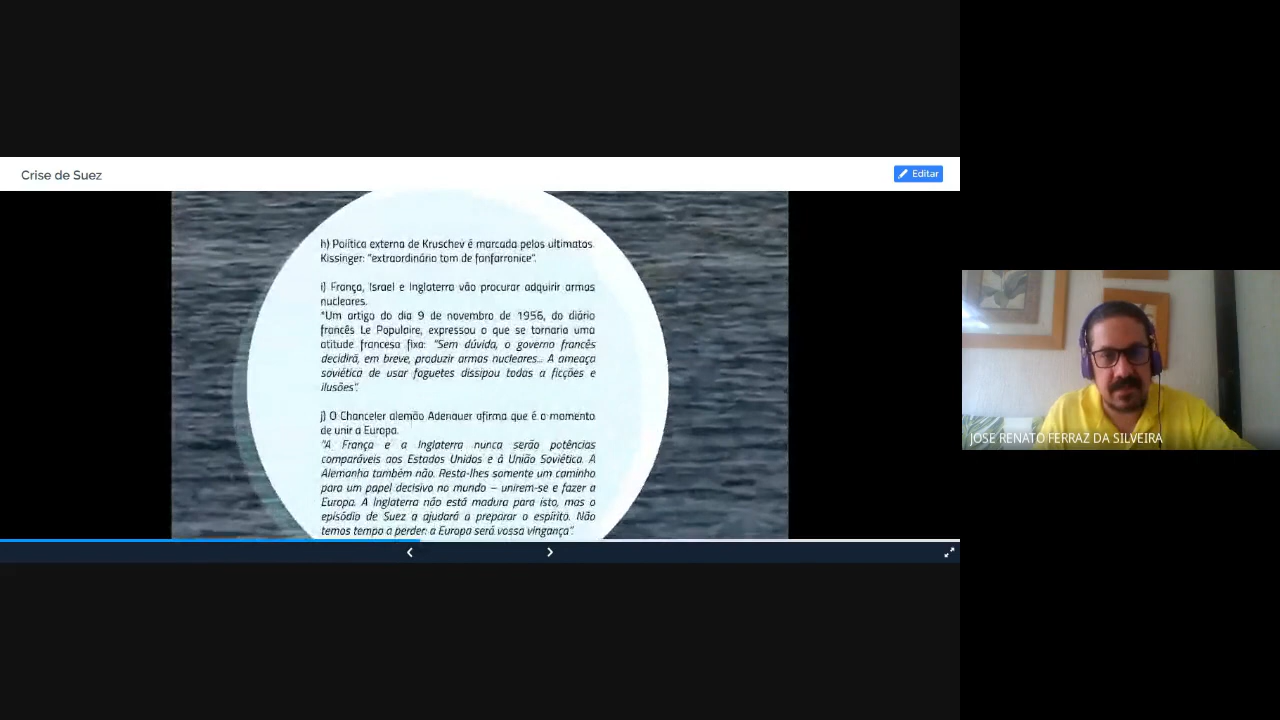 Crise de Suez
Editar
h) Política externa de Kruschev é marcada pelos ultimatos.
Kissinger: "extraordinário tom de fanfarronice".
i) França, Israel e Inglaterra vão procurar adquirir armas
nucleares.
"Um artigo do dia 9 de novembro de 1956, do diário
francês Le Populaire, expressou o que se tornaria uma
atitude francesa fixa: "Sem dúvida, o governo francês
decidirá, em breve, produzir armas nucleares... A ameaça
soviética de usar foguetes dissipou todas a ficções e
ilusões".
j) O Chanceler alemão Adenauer afirma que é o momento
de unir a Europa.
"A França e a Inglaterra nunca serão potências
comparáveis aos Estados Unidos e à União Soviética. A
Alemanha também não. Resta-lhes somente um caminho
para um papel decisivo no mundo – unirem-se e fazer a
Europa. A Inglaterra não está madura para isto, mas o
episódio de Suez a ajudará a preparar o espírito. Não
temos tempo a perder: a Europa será vossa vingança".
JOSE RENATO FERRAZ DA SILVEIRA